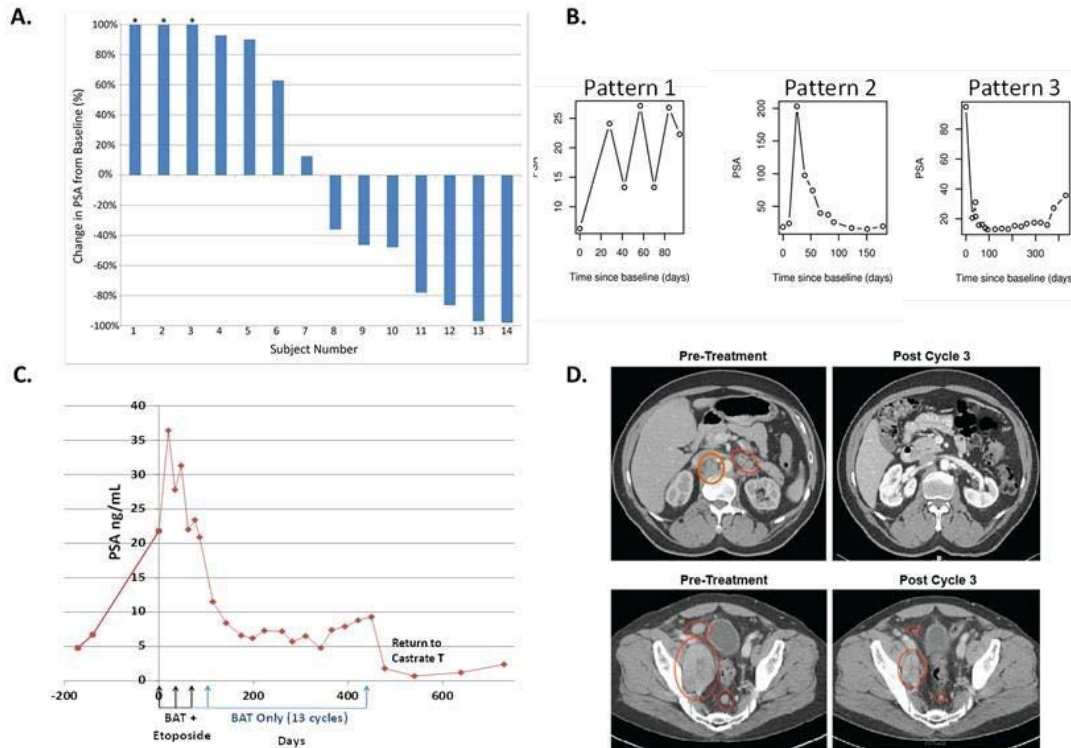 A.
* * *
100%
80%
60%
40%
20%
0%
-20%
-40%
-60%
-80%
-100%
Change in PSA from Baseline (%)
1 2 3 4 5 6 7 8 9 10 11 12 13 14
Subject Number
B.
Pattern 1
PSA
25
20
15
10
0 20 40 60 80
Time since baseline (days)
Pattern 2
PSA
200
150
100
50
0 50 100 150
Time since baseline (days)
Pattern 3
PSA
80
60
40
20
0 100 300
Time since baseline (days)
C.
PSA ng/mL
40
35
30
25
20
15
10
5
0
-200 0 200 400 600
Return to
Castrate T
BAT +
Etoposide
BAT Only (13 cycles)
Days
D.
Pre-Treatment
Post Cycle 3
Pre-Treatment
Post Cycle 3